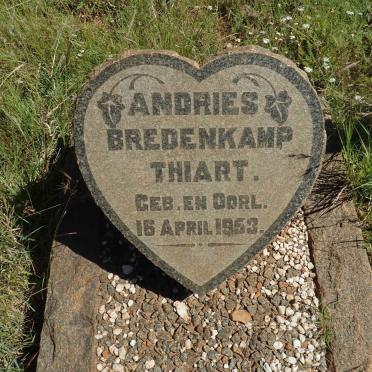 ANDRIES
BREDENKAMP
THIART.
GEB. EN OORL.
16 APRIL 1953.